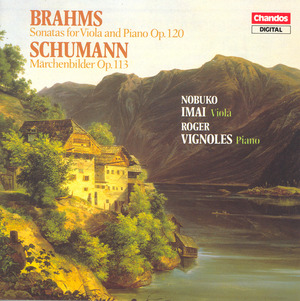 BRAHMS
Sonatas for Viola and Piano Op.120
SCHUMANN
Märchenbilder Op.113
Chandos
DIGITAL
NOBUKO
IMAI Viola
ROGER
VIGNOLES Piano